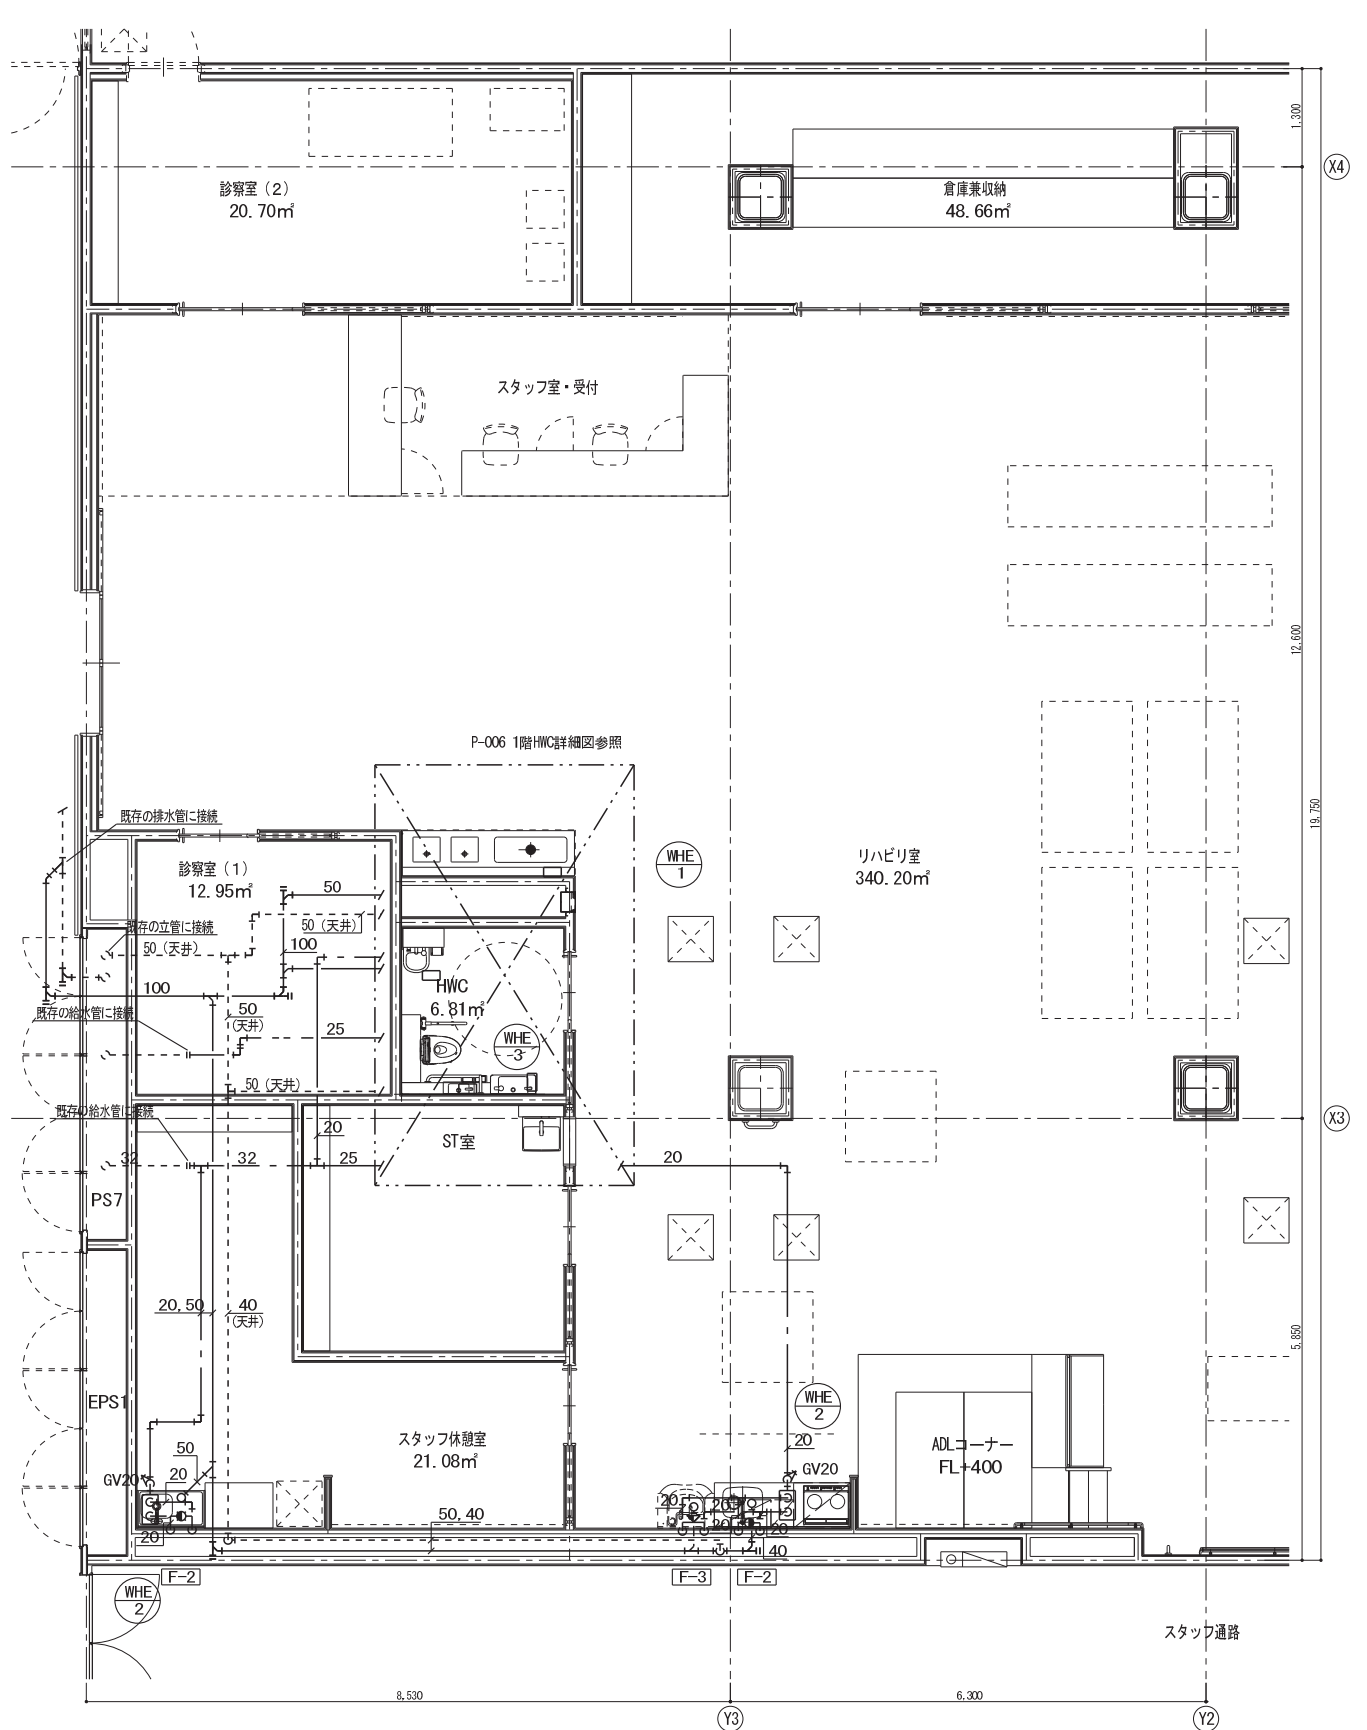 1.300
X4
診察室(2)
20.70㎡
倉庫兼収納
48.66㎡
スタッフ室・受付
12.600
19.750
P-006 1階HWC詳細図参照
既存の排水管に接続
診察室(1)
12.95㎡
50
WHE
1
リハビリ室
340.20㎡
既存の立管に接続
50(天井)
50(天井)
100
100
HWC
6.81㎡
既存の給水管に接続
50
(天井)
25
WHE
3
50(天井)
既存の給水管に接続
X3
20
ST室
32
32
25
20
PS7
20,50
40
(天井)
5.850
EPS1
WHE
2
スタッフ休憩室
21.08㎡
ADLコーナー
FL+400
50
20
GV20
20
GV20
20
20
20
20
20
50,40
40
F-2
F-3
F-2
WHE
2
スタッフ通路
8.530
6.300
Y3
Y2